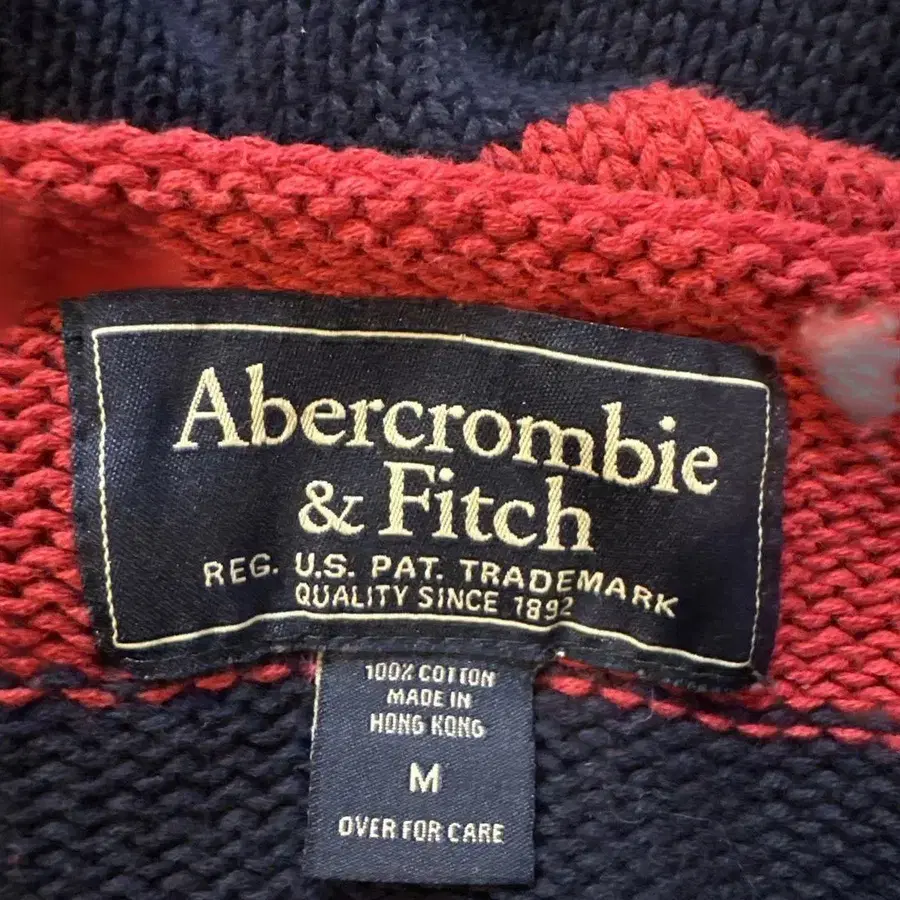 Abercrombie
& Fitch
REG. U.S. PAT. TRADEMARK
QUALITY SINCE 1892
100% COTTON
MADE IN
HONG KONG
M
OVER FOR CARE